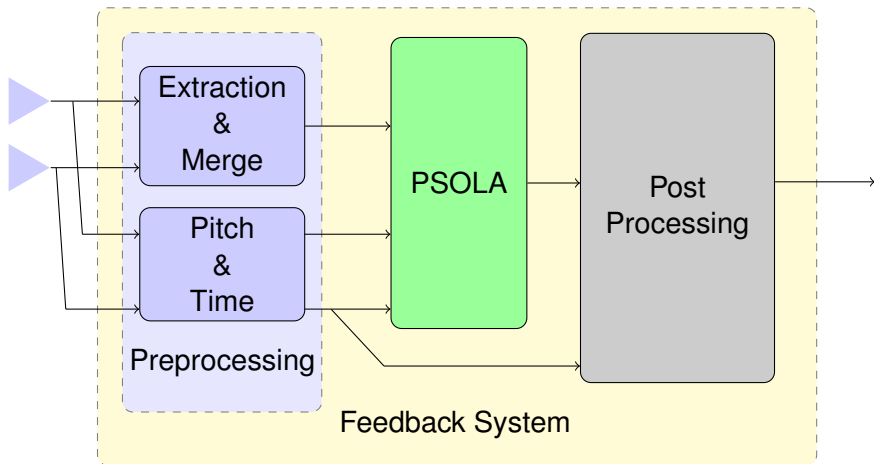 Extraction
&
Merge
Pitch
&
Time
Preprocessing
PSOLA
Post
Processing
Feedback System